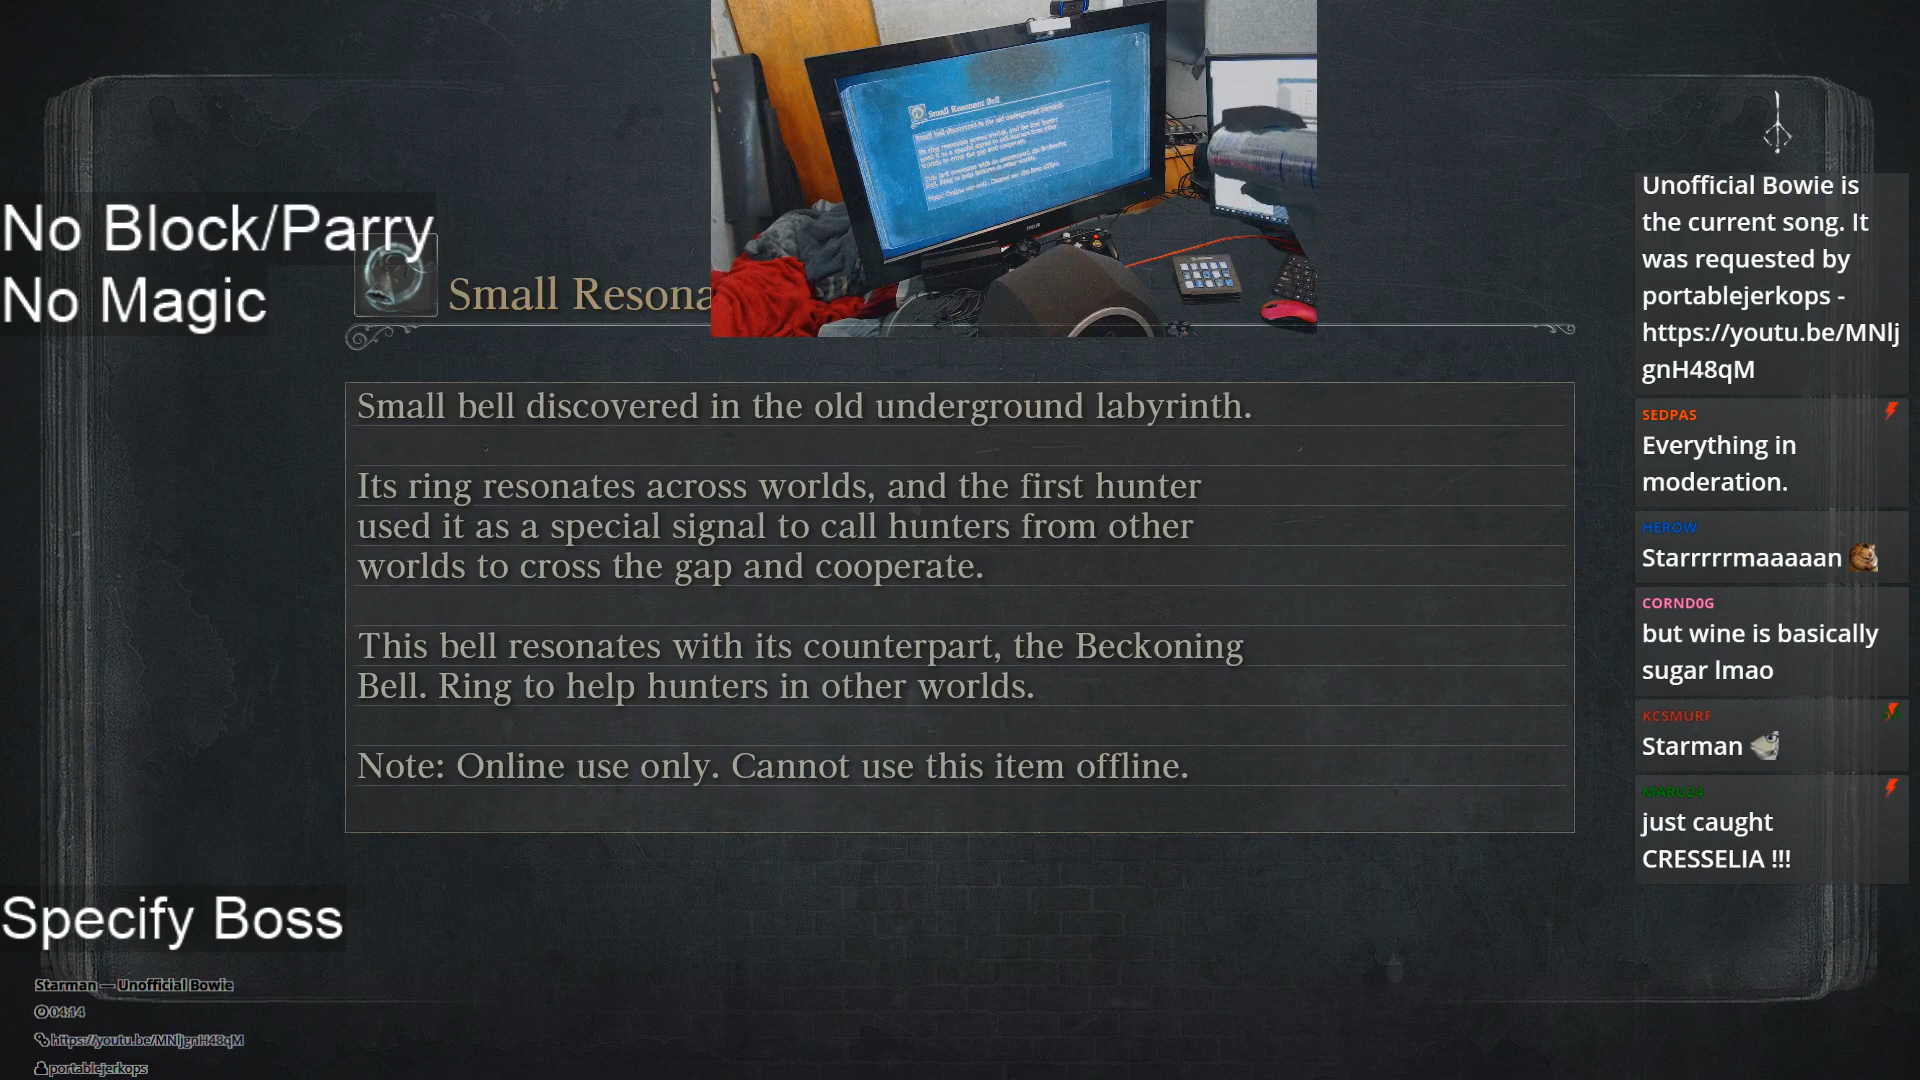 No Block/Parry
No Magic
Small Resona
Small Resonant Bell
Small bell discovered in the old underground labyrinth.
Its ring resonates across worlds, and the first hunter
used it as a special signal to call hunters from other
worlds to cross the gap and cooperate.
This bell resonates with its counterpart, the Beckoning
Bell. Ring to help hunters in other worlds.
Note: Online use only. Cannot use this item offline.
Specify Boss
Starman — Unofficial Bowie
04:14
https://youtu.be/MNljgnH48qM
portablejerkops
Unofficial Bowie is
the current song. It
was requested by
portablejerkops -
https://youtu.be/MNlj
gnH48qM
SEDPAS
Everything in
moderation.
HEROW
Starrrrrmaaaaan
CORND0G
but wine is basically
sugar lmao
KCSMURF
Starman
MARU24
just caught
CRESSELIA !!!